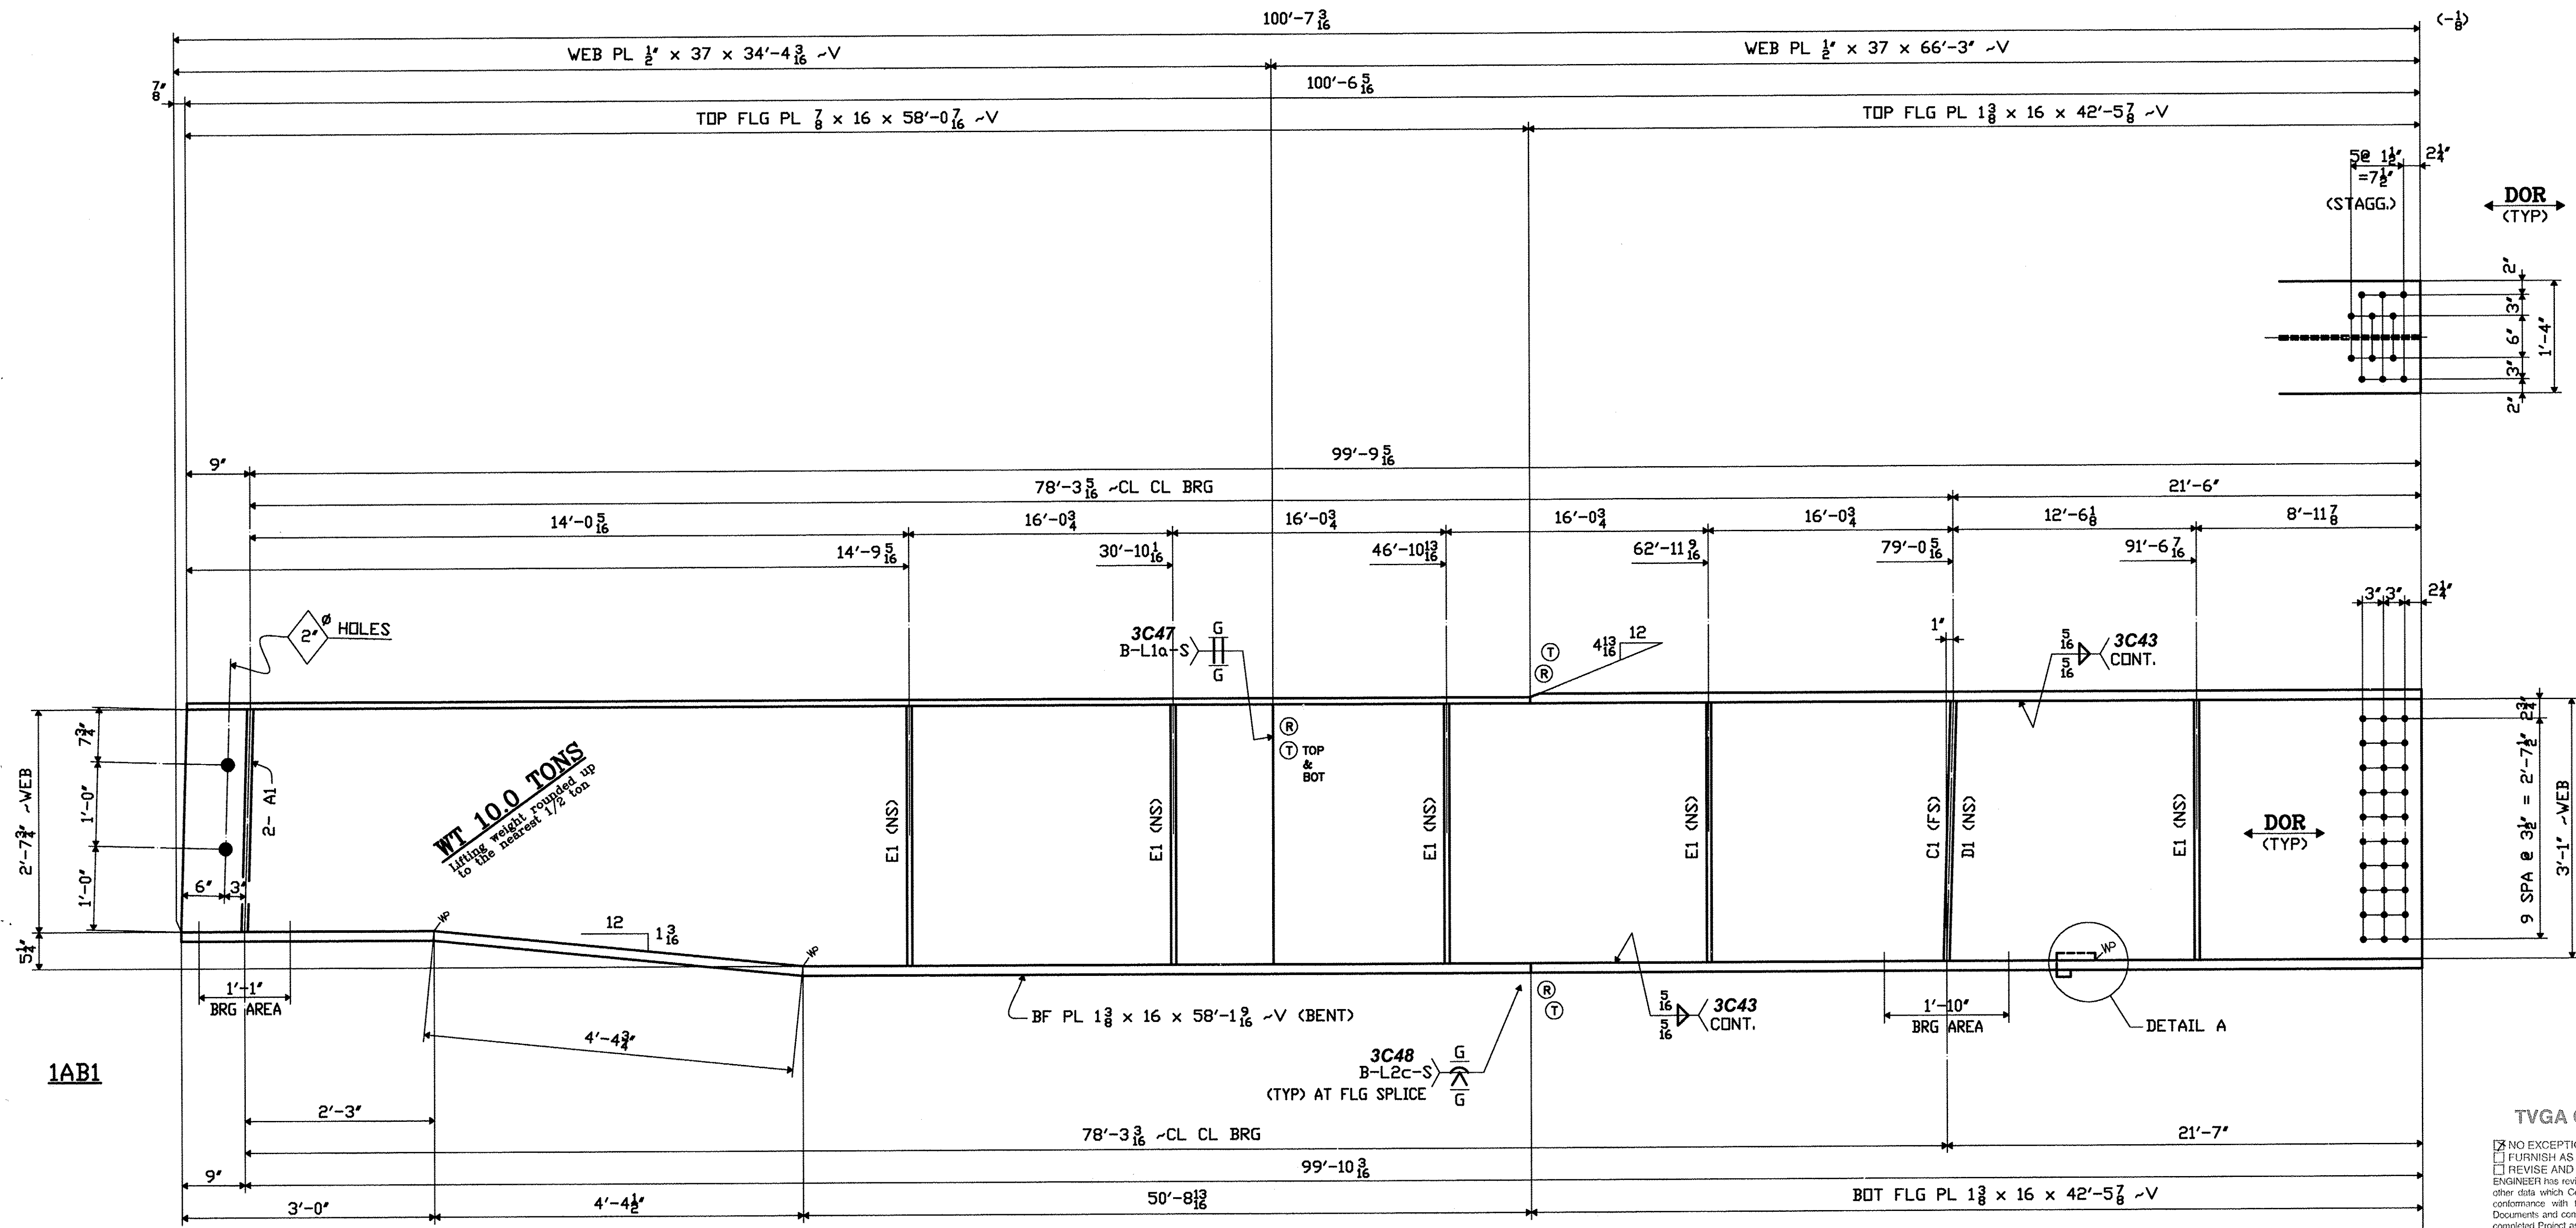 100′-7 3/16
(-1/8)
WEB PL 1/2″ x 37 x 34′-4 3/16 ~V
WEB PL 1/2″ x 37 x 66′-3″ ~V
7/8″
100′-6 5/16
TOP FLG PL 7/8 x 16 x 58′-0 7/16 ~V
TOP FLG PL 1 3/8 x 16 x 42′-5 7/8 ~V
5@ 1 1/2″
=7 1/2″
2 1/4″
(STAGG.)
DOR
(TYP)
2″
3″
6″
3″
2″
1′-4″
99′-9 5/16
9″
78′-3 5/16 ~CL CL BRG
21′-6″
14′-0 5/16
16′-0 3/4
16′-0 3/4
16′-0 3/4
16′-0 3/4
12′-6 1/8
8′-11 7/8
14′-9 5/16
30′-10 1/16
46′-10 13/16
62′-11 9/16
79′-0 5/16
91′-6 7/16
3″ 3″ 2 1/4″
2″ ø HOLES
3C47
B-L1a-S
G
G
T
R
4 13/16
12
1″
5/16
5/16
3C43
CONT.
7 3/4″
1′-0″
1′-0″
2′-7 3/4″ ~WEB
5 1/4″
2- A1
6″
3″
WT 10.0 TONS
Lifting weight rounded up
to the nearest 1/2 ton
E1 (NS)
E1 (NS)
R
T TOP
&
BOT
E1 (NS)
E1 (NS)
C1 (FS)
D1 (NS)
E1 (NS)
DOR
(TYP)
2 3/4″
9 SPA @ 3 1/2″ = 2′-7 1/2″
3′-1″ ~WEB
WP
12
1 3/16
WP
WP
1′-1″
BRG AREA
BF PL 1 3/8 x 16 x 58′-1 9/16 ~V (BENT)
R
T
5/16
5/16
3C43
CONT.
1′-10″
BRG AREA
DETAIL A
4′-4 3/4″
3C48
B-L2c-S
G
G
(TYP) AT FLG SPLICE
1AB1
2′-3″
78′-3 3/16 ~CL CL BRG
21′-7″
99′-10 3/16
9″
3′-0″
4′-4 1/2″
50′-8 13/16
BOT FLG PL 1 3/8 x 16 x 42′-5 7/8 ~V
TVGA
NO EXCEPTIO
FURNISH AS
REVISE AND
ENGINEER has revi
other data which
conformance with
Documents and
completed Project